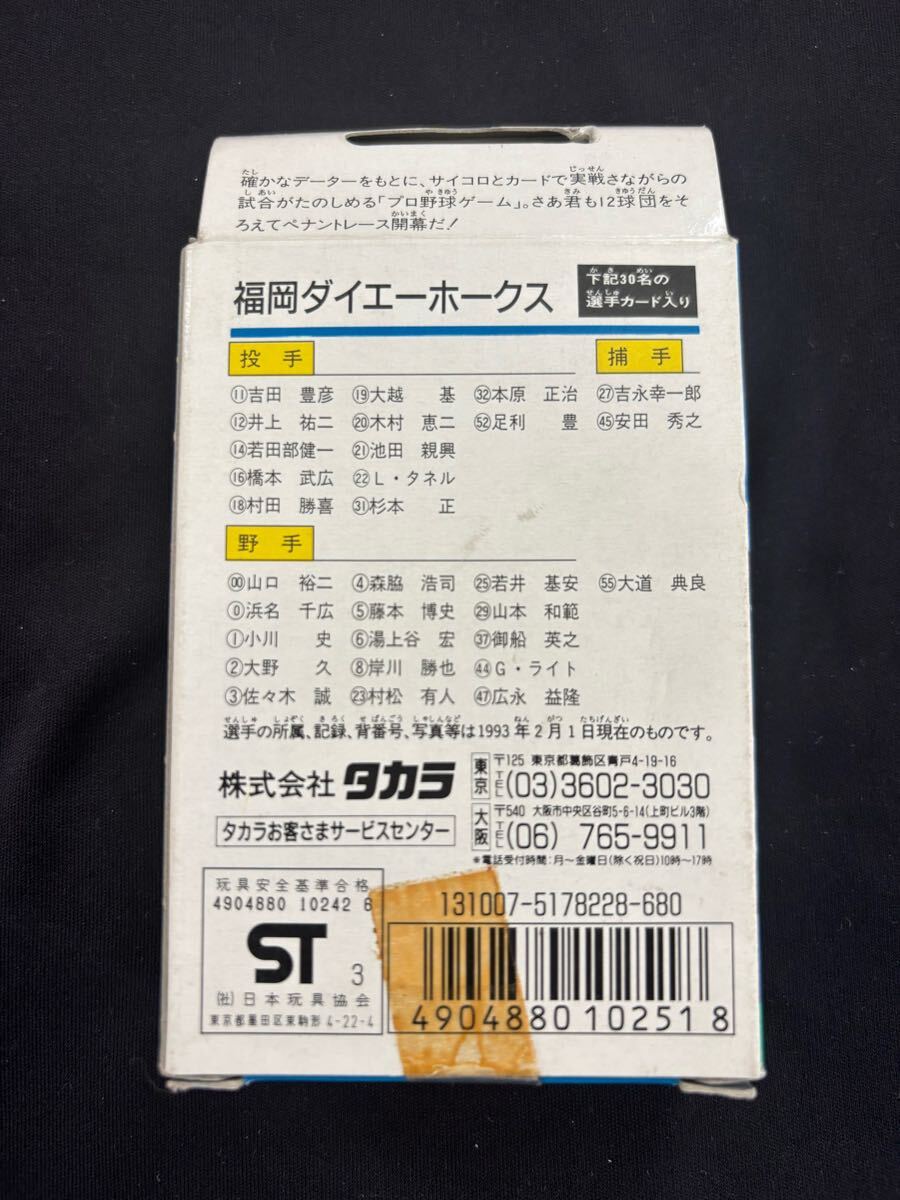 確かなデーターをもとに、サイコロとカードで実戦さながらの
試合がたのしめる「プロ野球ゲーム」。さあ君も12球団をそ
ろえてペナントレース開幕だ!
福岡ダイエーホークス
下記30名の
選手カード入り
投手
捕手
⑪吉田 豊彦 ⑲大越 基 ㉜本原 正治 ㉗吉永幸一郎
⑫井上 祐二 ⑳木村 恵二 52足利 豊 ㊺安田 秀之
⑭若田部健一 ㉑池田 親興
⑯橋本 武広 ㉒L・タネル
⑱村田 勝喜 ㉛杉本 正
野手
00山口 裕二 ④森脇 浩司 ㉕若井 基安 55大道 典良
⓪浜名 千広 ⑤藤本 博史 ㉙山本 和範
①小川 史 ⑥湯上谷 宏 ㊲御船 英之
②大野 久 ⑧岸川 勝也 ㊹G・ライト
③佐々木 誠 ㉓村松 有人 ㊼広永 益隆
選手の所属、記録、背番号、写真等は1993年2月1日現在のものです。
株式会社 タカラ
タカラお客さまサービスセンター
東京 〒125 東京都葛飾区青戸4-19-16
TEL (03)3602-3030
大阪 〒540 大阪市中央区谷町5-6-14(上町ビル3階)
TEL (06) 765-9911
*電話受付時間:月〜金曜日(除く祝日)10時〜17時
玩具安全基準合格
4904880 10242 6
ST 3
(社)日本玩具協会
東京都墨田区東駒形4-22-4
131007-5178228-680
4904880102518